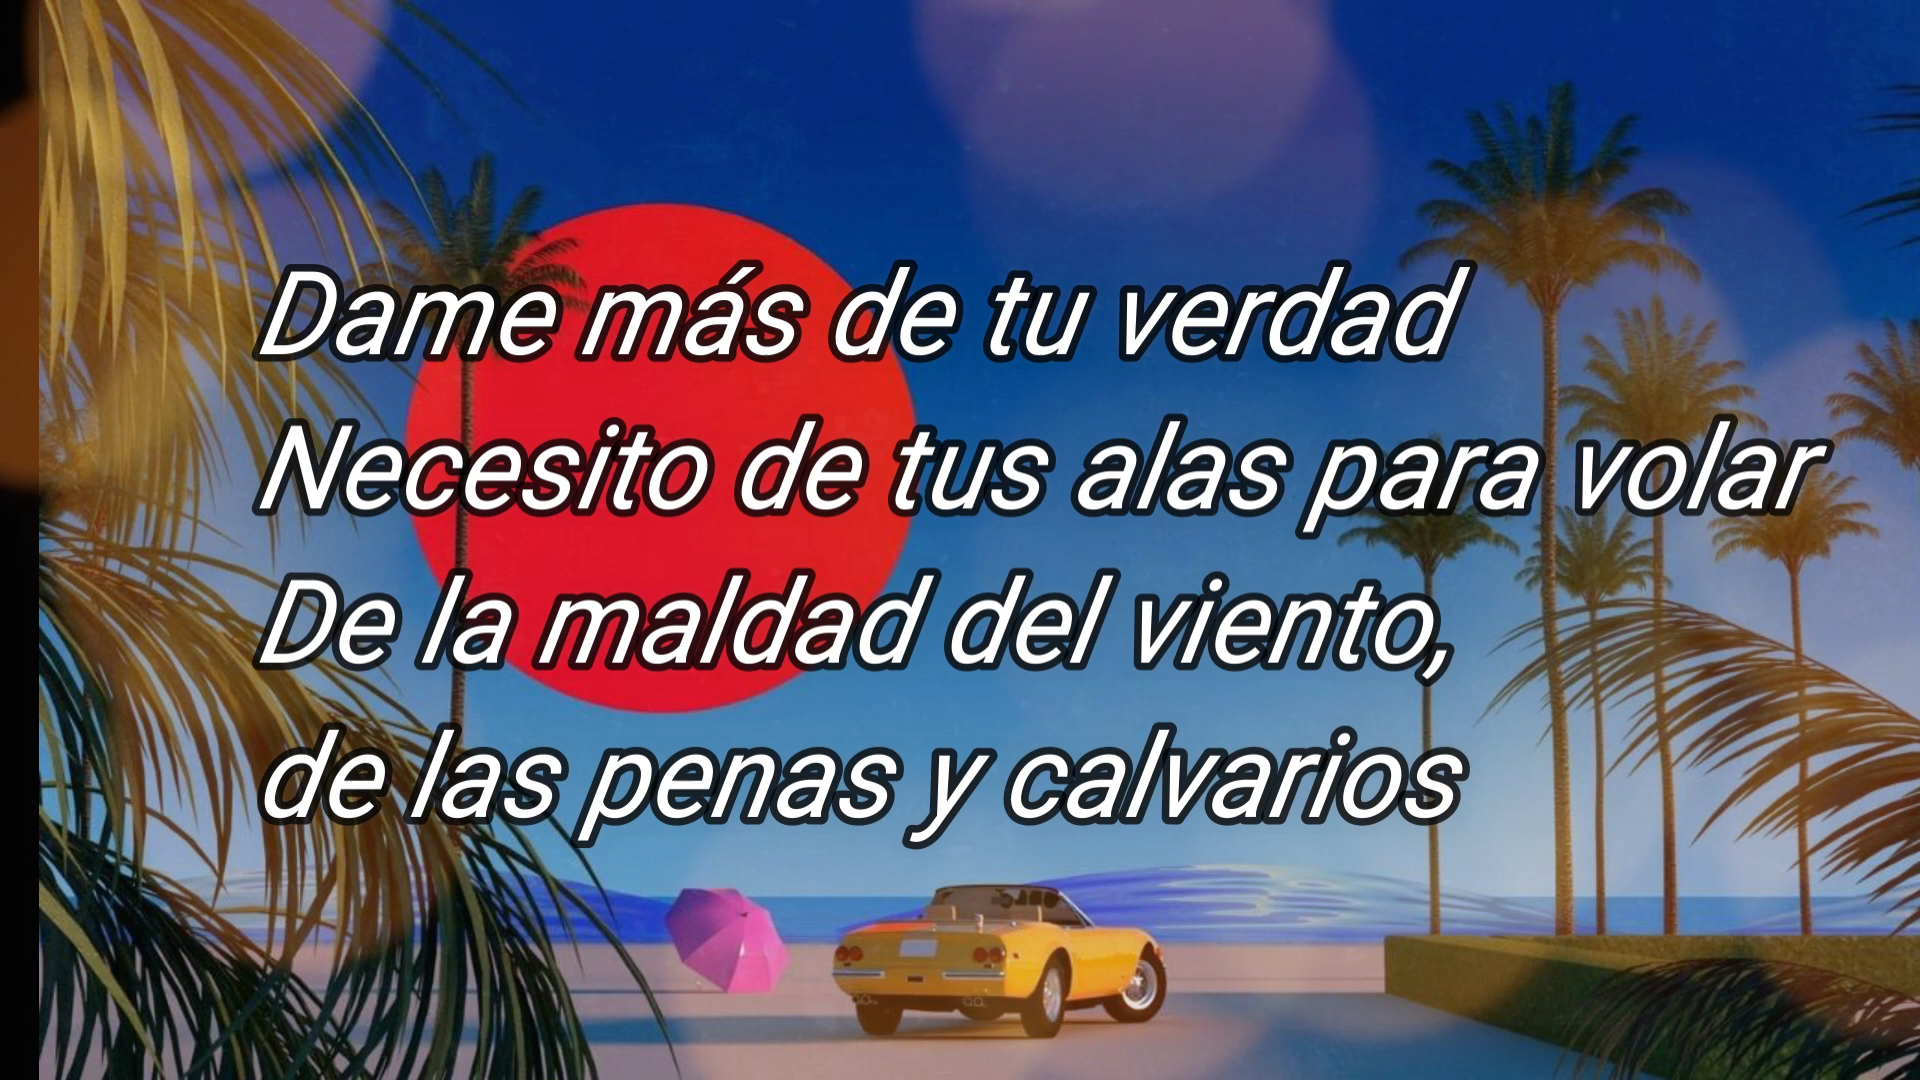 Dame más de tu verdad
Necesito de tus alas para volar
De la maldad del viento,
de las penas y calvarios